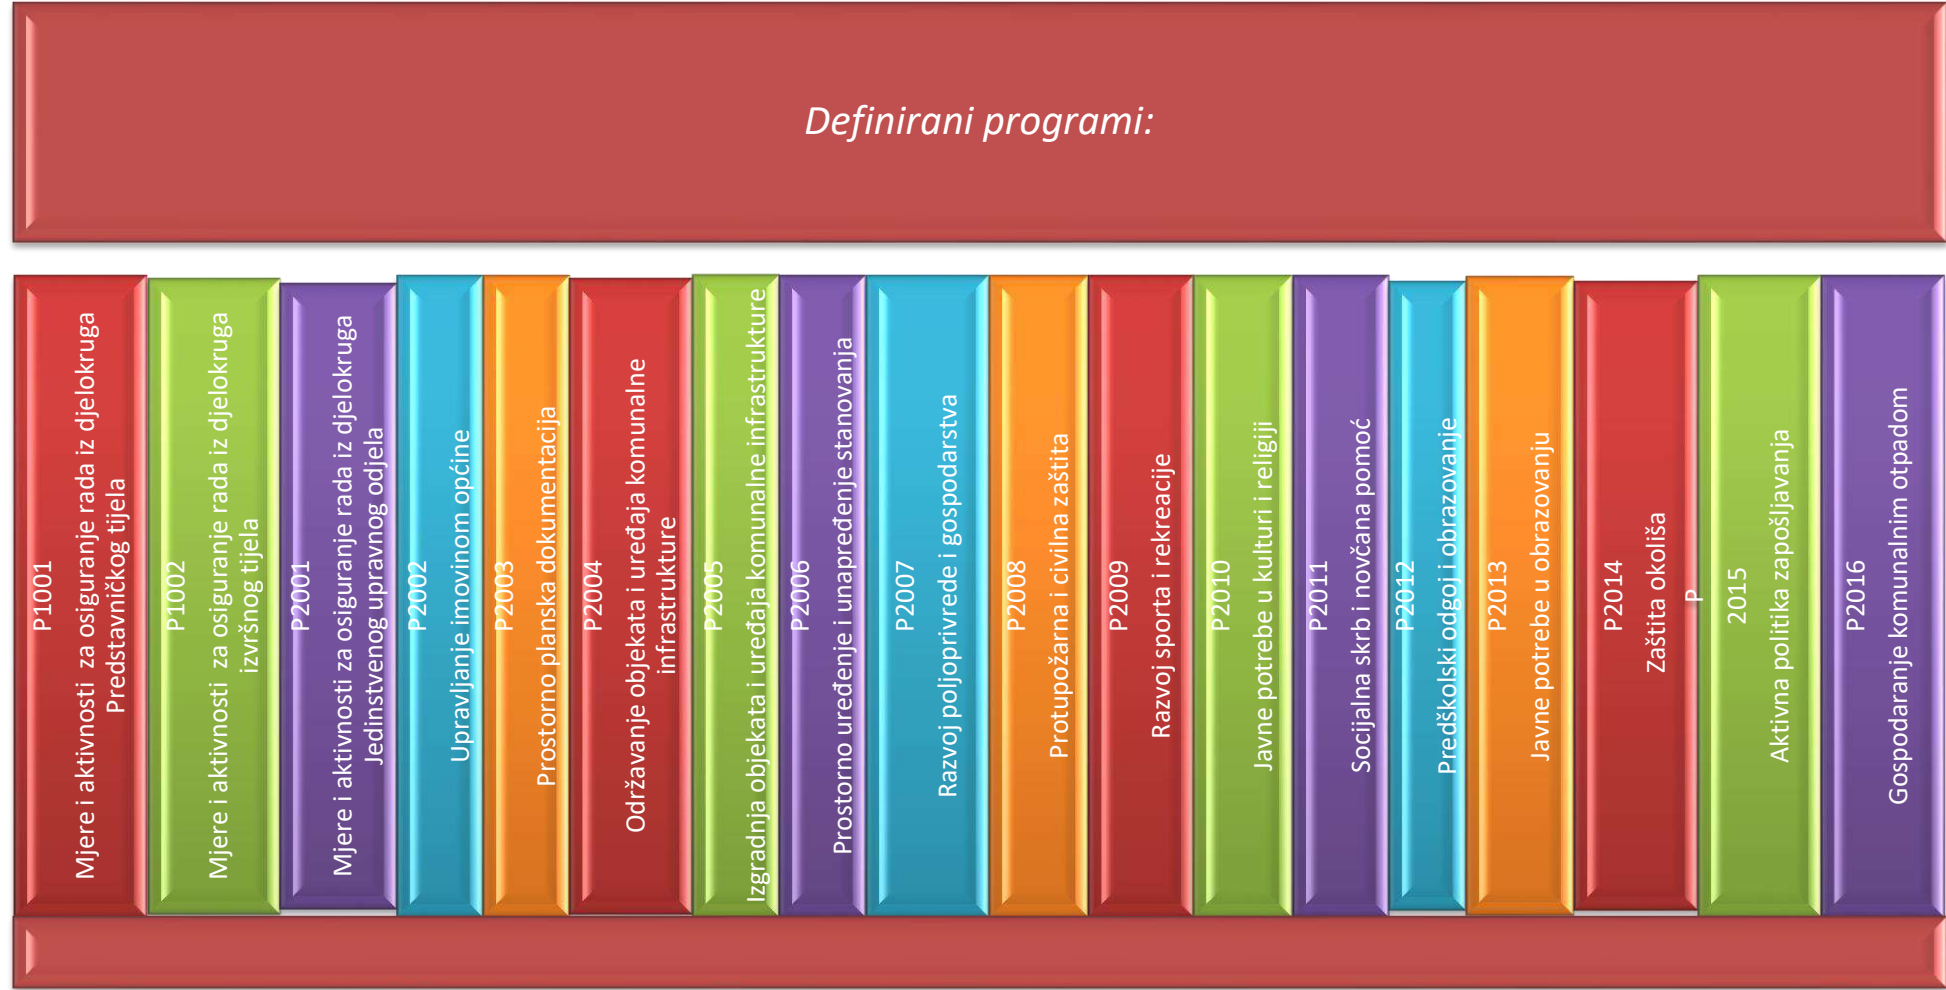 Definirani programi:
P1001
Mjere i aktivnosti za osiguranje rada iz djelokruga
Predstavničkog tijela
P1002
Mjere i aktivnosti za osiguranje rada iz djelokruga
izvršnog tijela
P2001
Mjere i aktivnosti za osiguranje rada iz djelokruga
Jedinstvenog upravnog odjela
P2002
Upravljanje imovinom općine
P2003
Prostorno planska dokumentacija
P2004
Održavanje objekata i uređaja komunalne
infrastrukture
P2005
Izgradnja objekata i uređaja komunalne infrastrukture
P2006
Prostorno uređenje i unapređenje stanovanja
P2007
Razvoj poljoprivrede i gospodarstva
P2008
Protupožarna i civilna zaštita
P2009
Razvoj sporta i rekreacije
P2010
Javne potrebe u kulturi i religiji
P2011
Socijalna skrb i novčana pomoć
P2012
Predškolski odgoj i obrazovanje
P2013
Javne potrebe u obrazovanju
P2014
Zaštita okoliša
P
2015
Aktivna politika zapošljavanja
P2016
Gospodaranje komunalnim otpadom